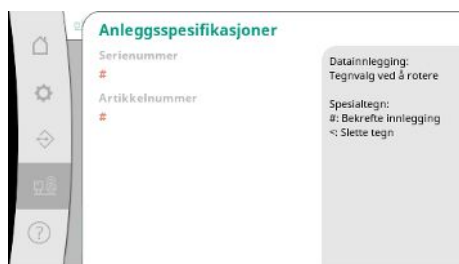 Anleggsspesifikasjoner
Serienummer
#
Artikkelnummer
#
Datainnlegging:
Tegnvalg ved å rotere
Spesialtegn:
#: Bekrefte innlegging
<: Slette tegn
?